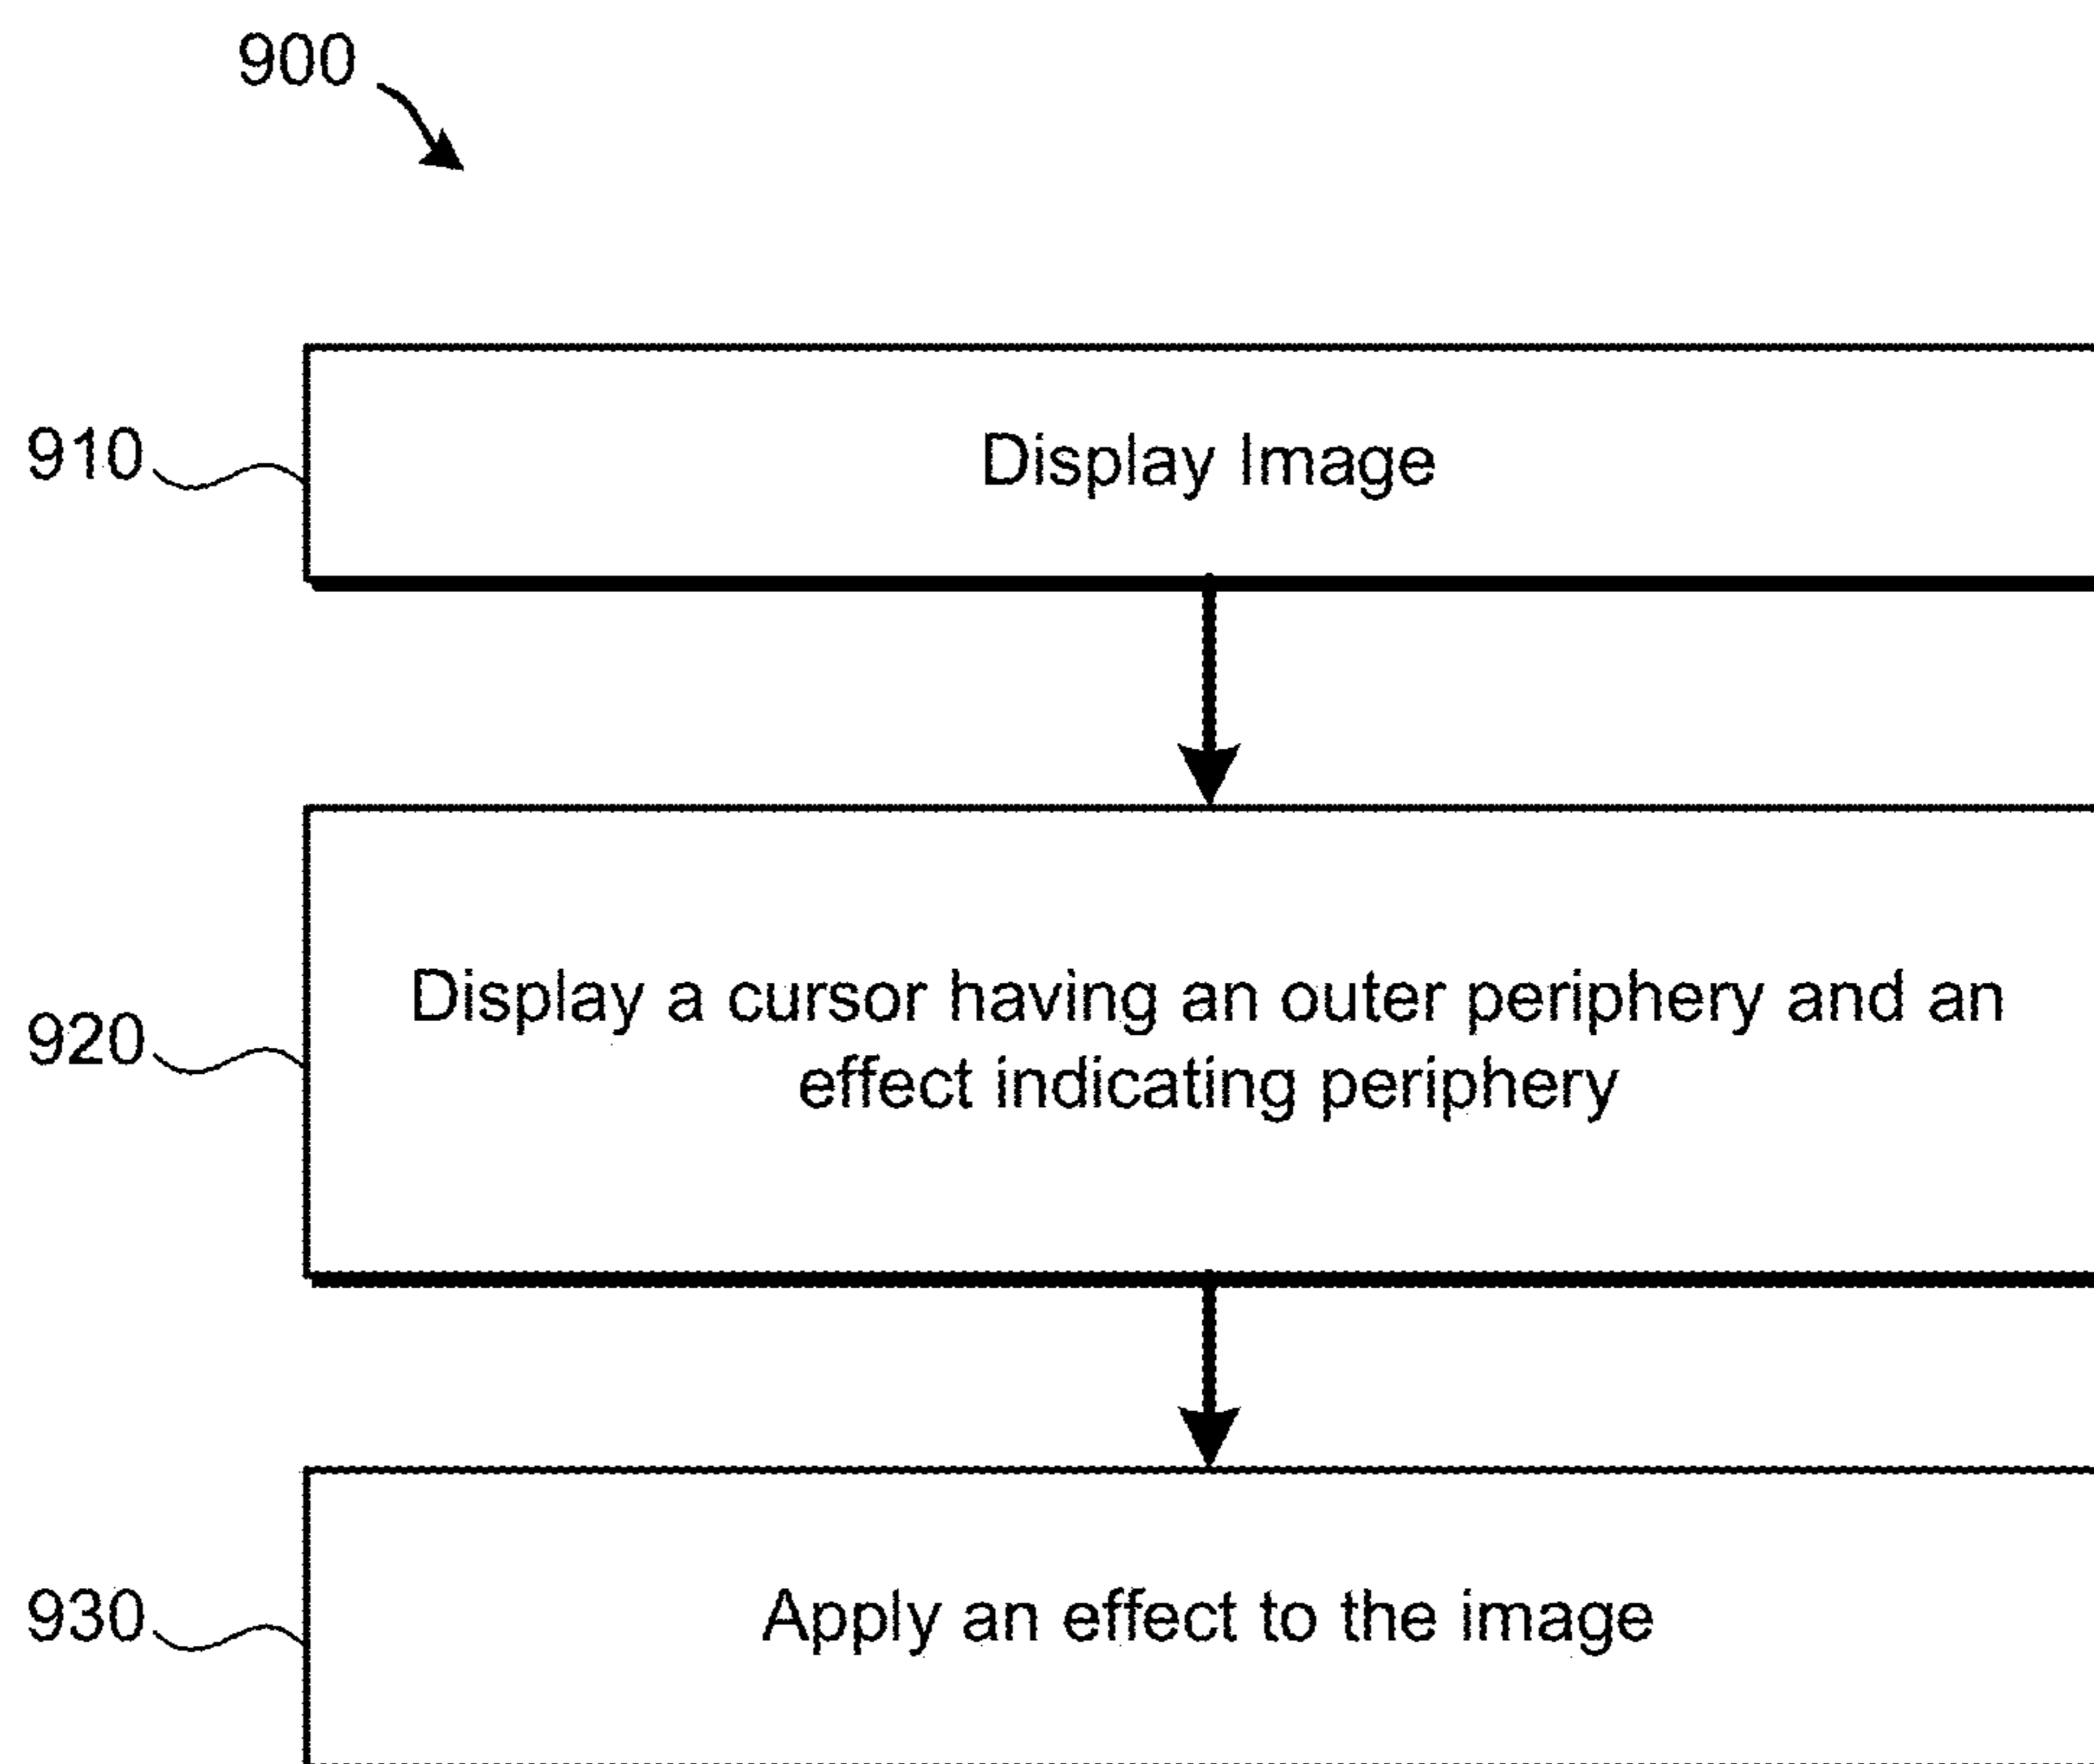 900
910
Display Image
920
Display a cursor having an outer periphery and an
effect indicating periphery
930
Apply an effect to the image